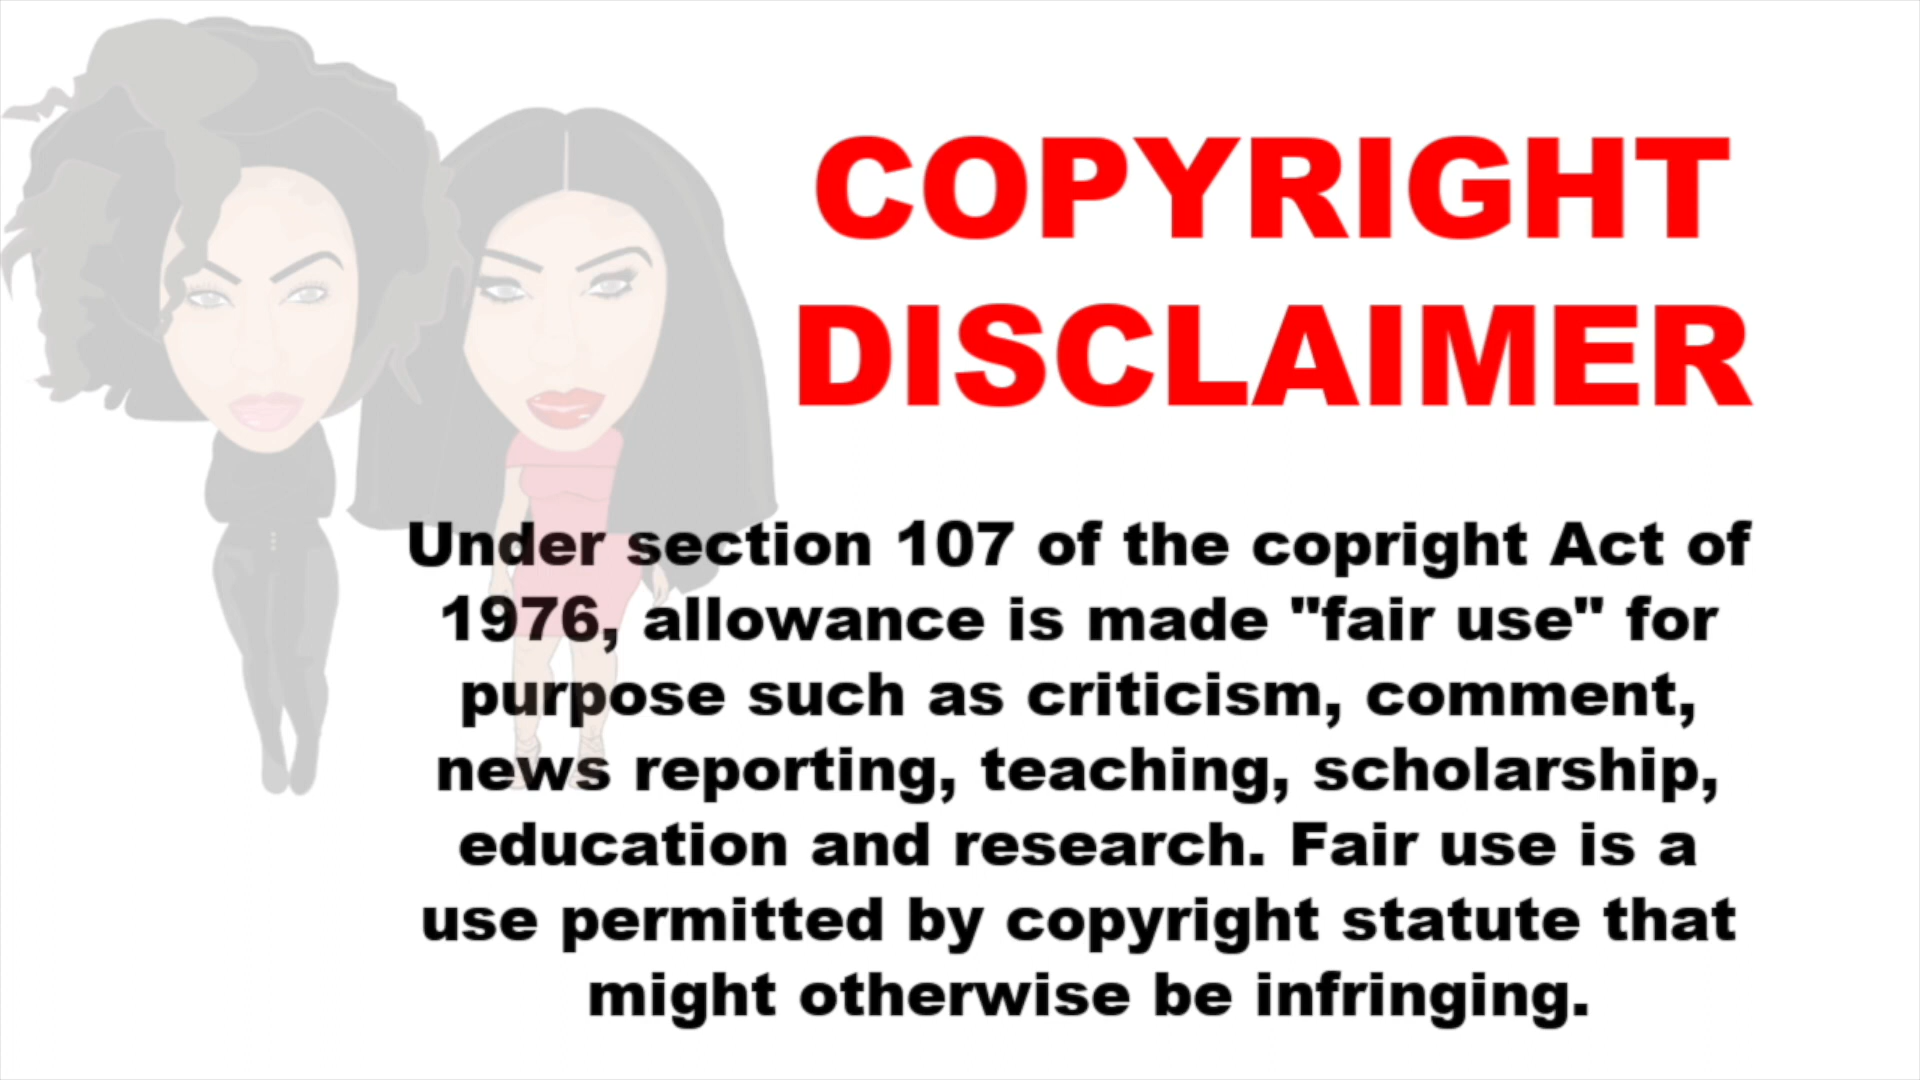 COPYRIGHT
DISCLAIMER
Under section 107 of the copright Act of
1976, allowance is made "fair use" for
purpose such as criticism, comment,
news reporting, teaching, scholarship,
education and research. Fair use is a
use permitted by copyright statute that
might otherwise be infringing.